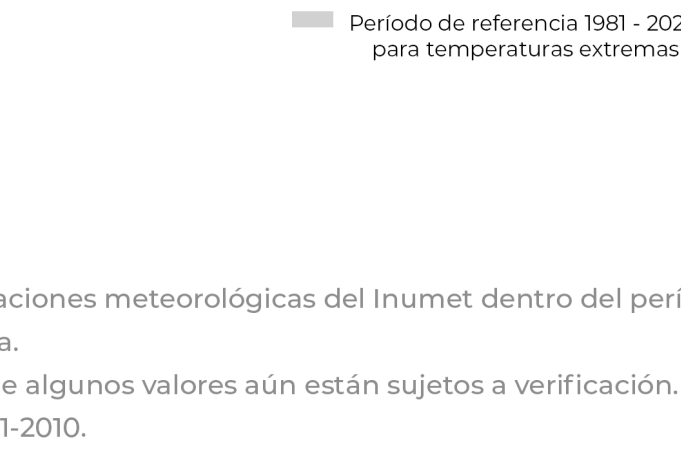 Período de referencia 1981 - 202
para temperaturas extremas
aciones meteorológicas del Inumet dentro del perí
a.
e algunos valores aún están sujetos a verificación.
1-2010.